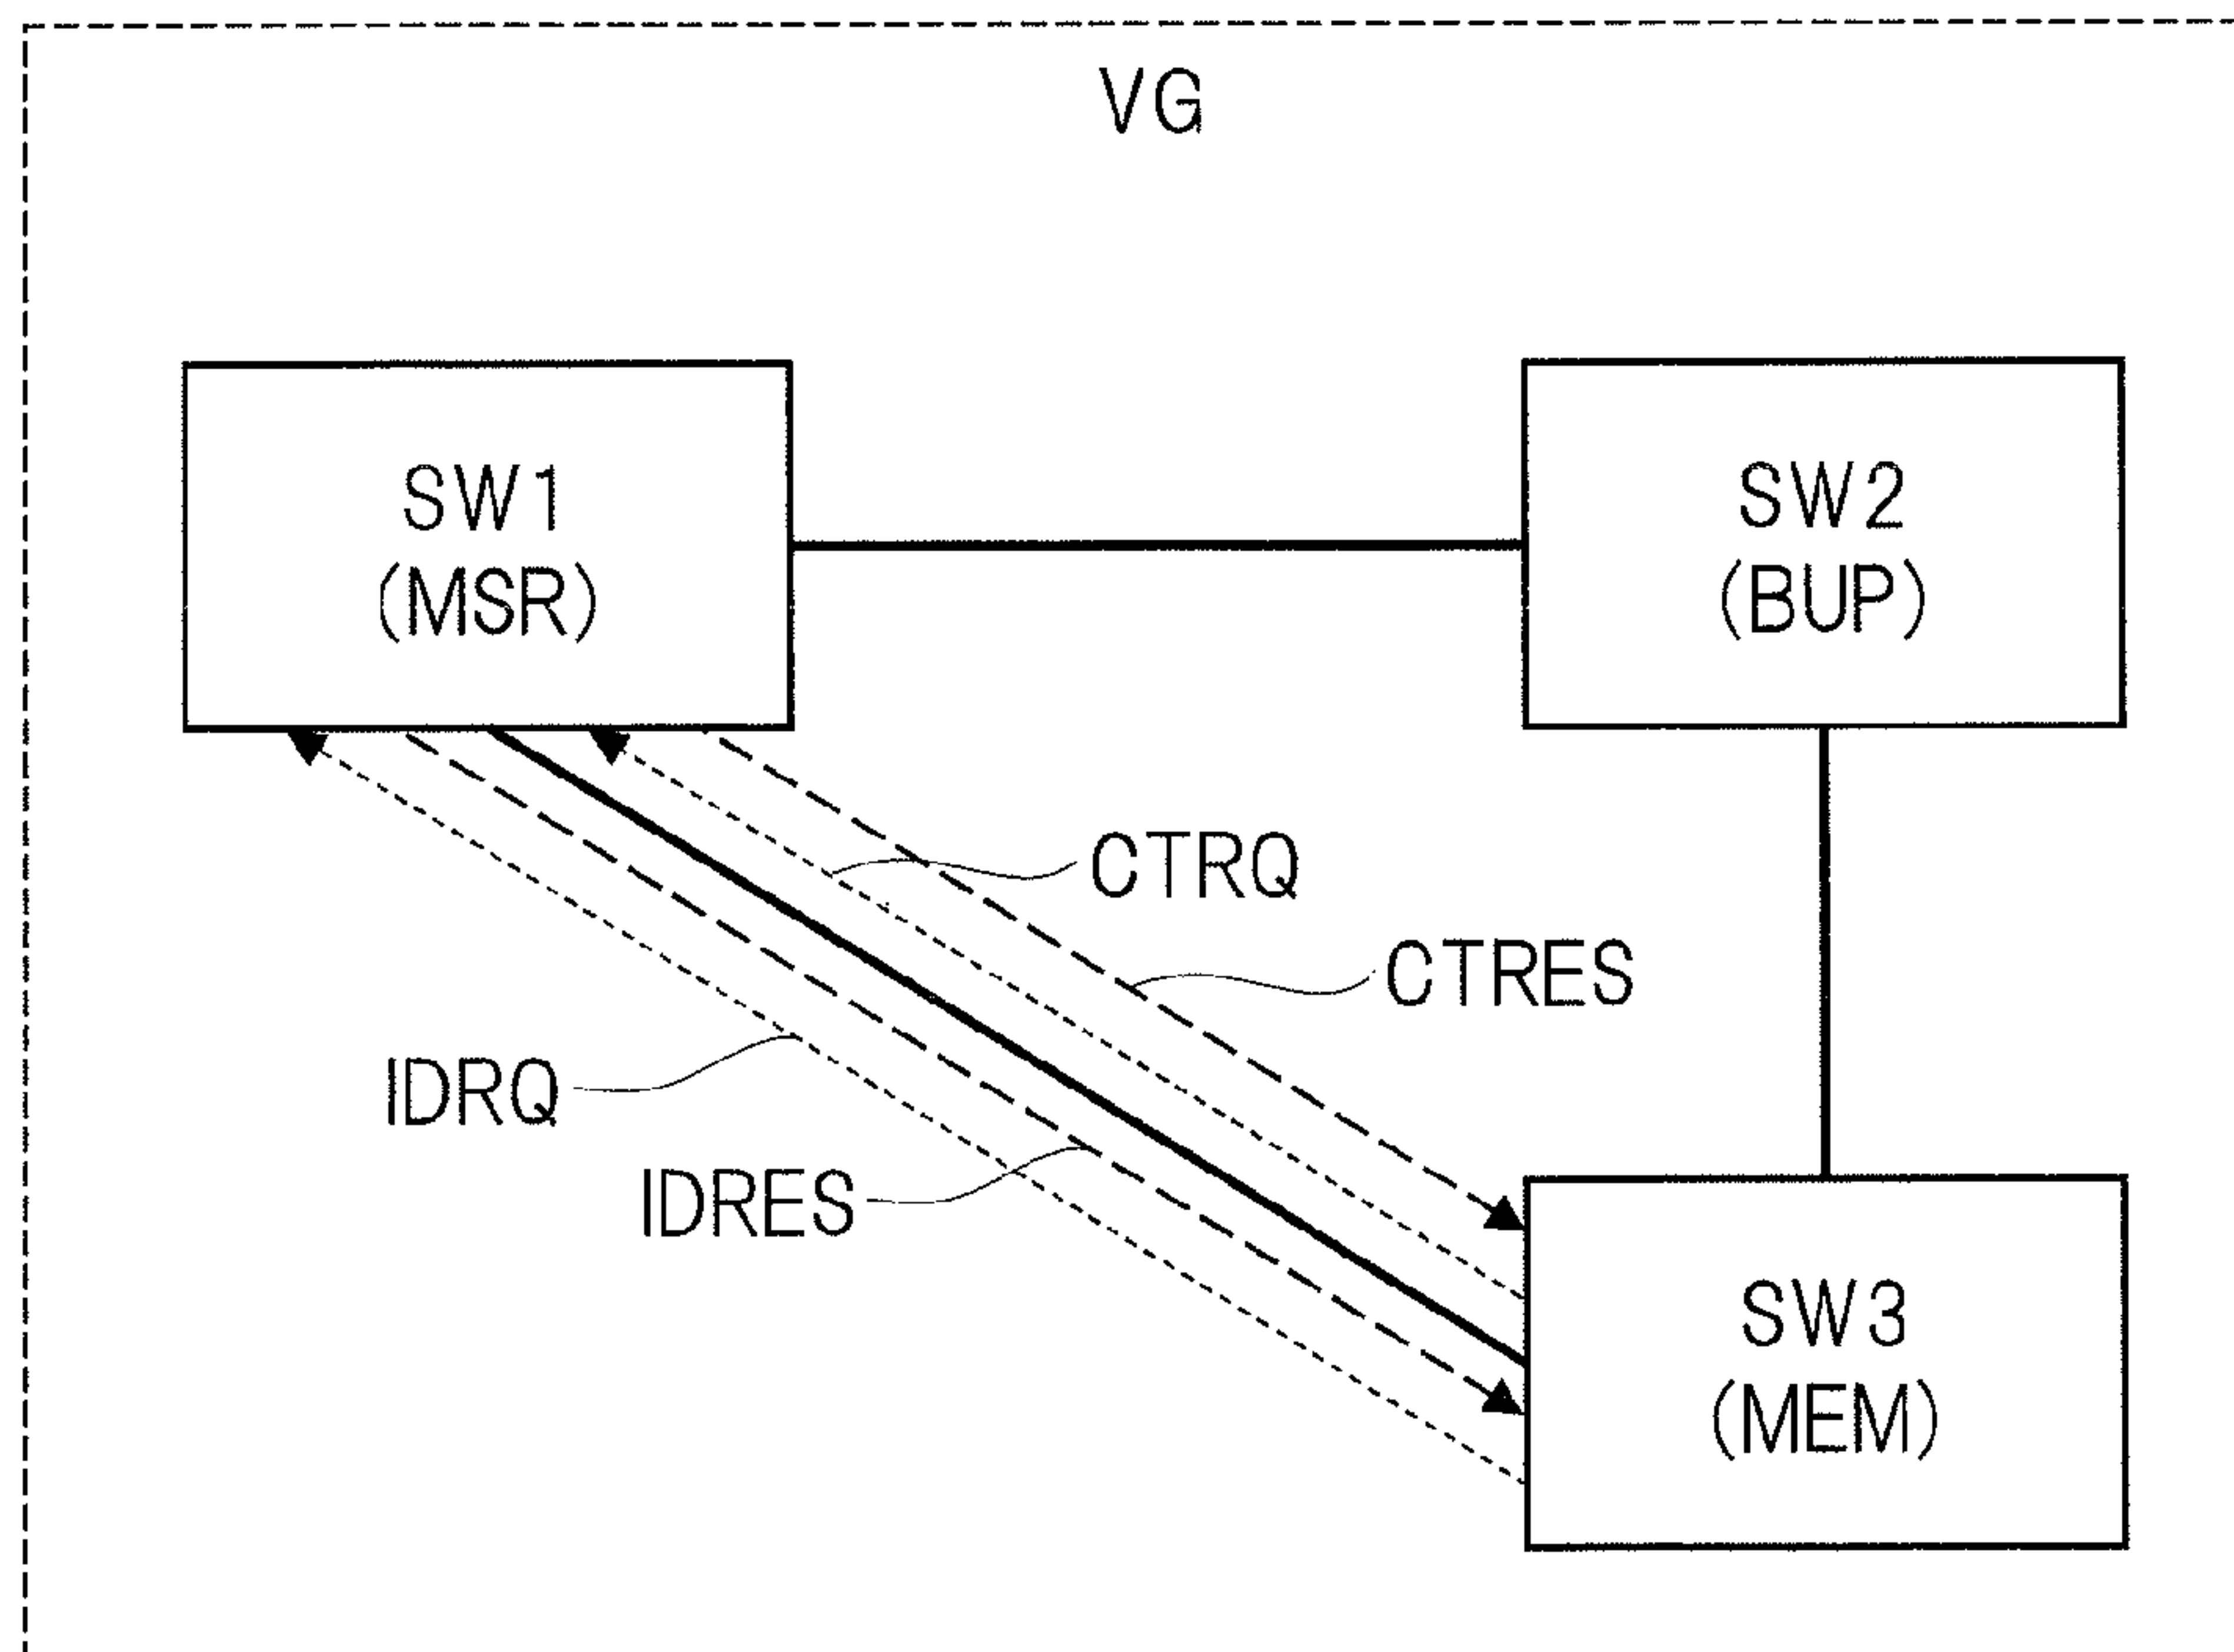 VG
SW1
(MSR)
SW2
(BUP)
CTRQ
CTRES
IDRQ
IDRES
SW3
(MEM)